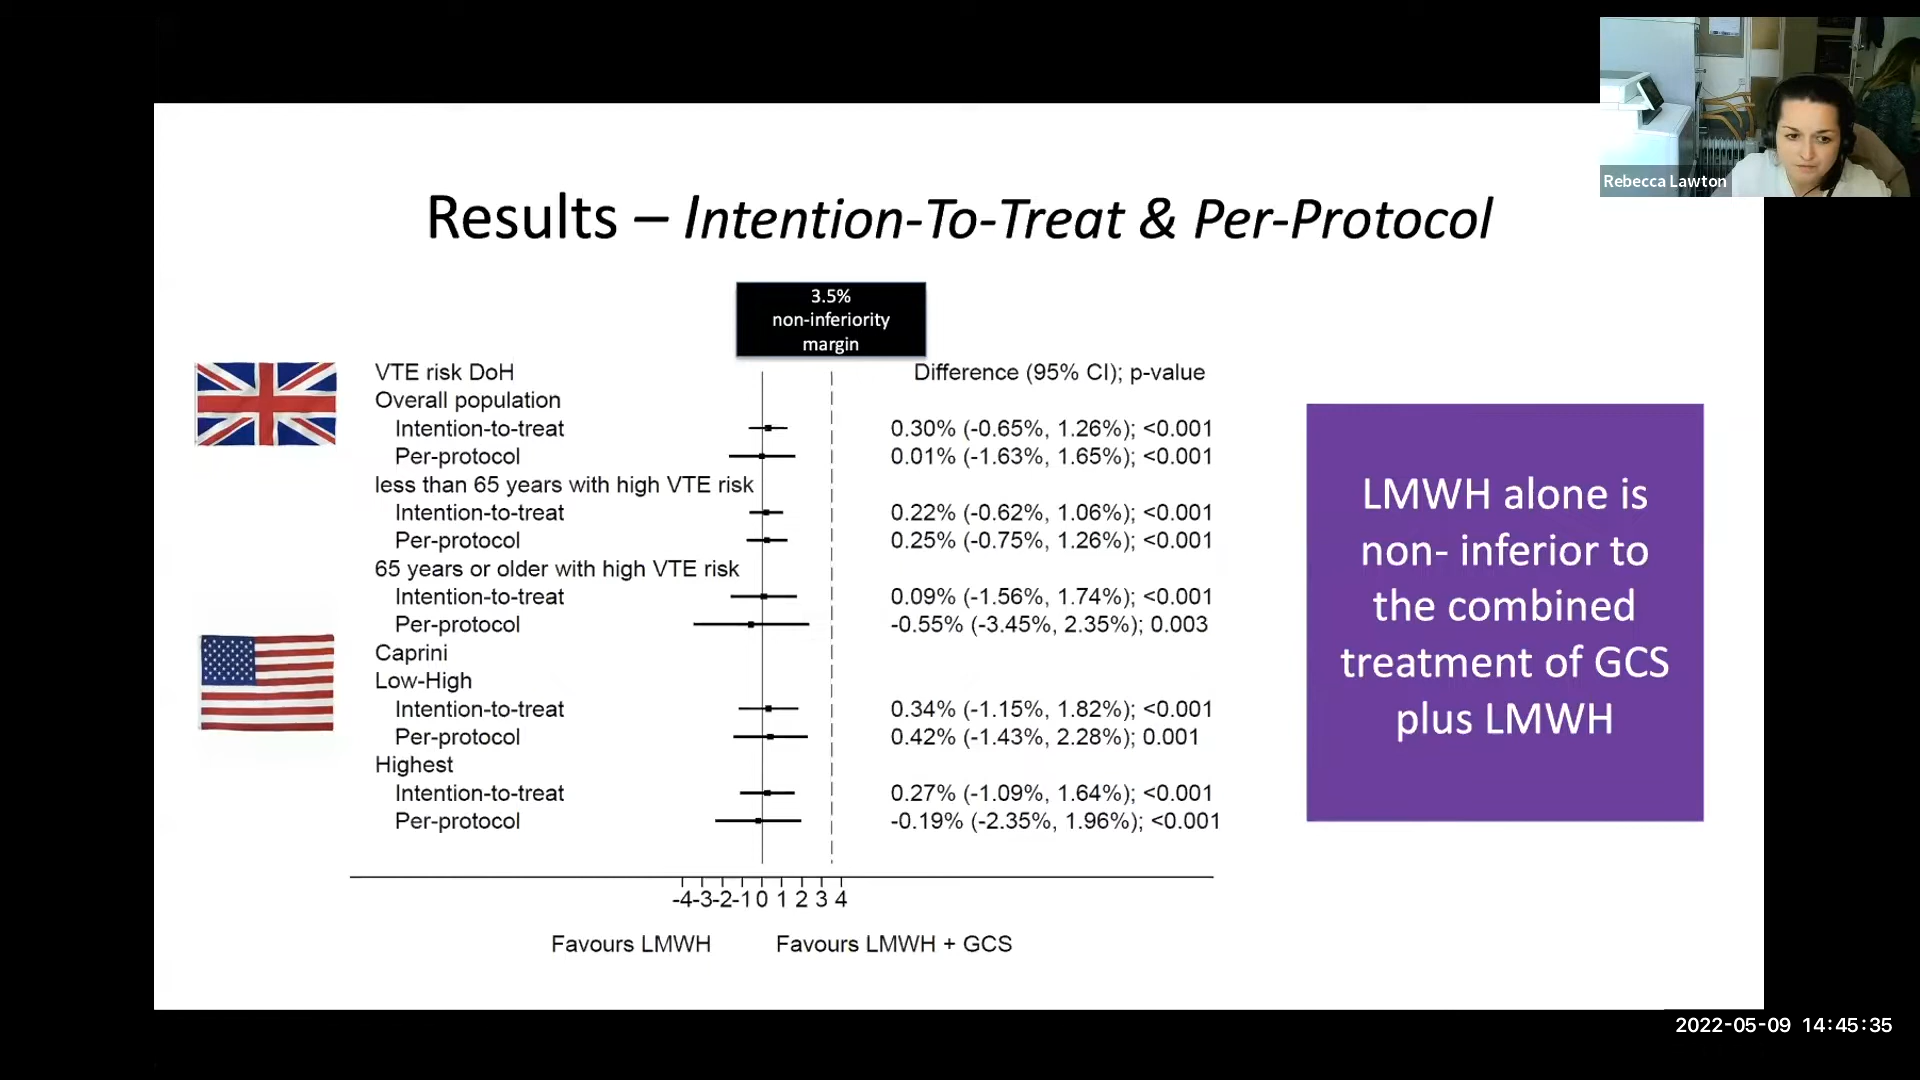 Rebecca Lawton
Results – Intention-To-Treat & Per-Protocol
3.5%
non-inferiority
margin
VTE risk DoH
Difference (95% CI); p-value
Overall population
Intention-to-treat 0.30% (-0.65%, 1.26%); <0.001
Per-protocol 0.01% (-1.63%, 1.65%); <0.001
less than 65 years with high VTE risk
Intention-to-treat 0.22% (-0.62%, 1.06%); <0.001
Per-protocol 0.25% (-0.75%, 1.26%); <0.001
65 years or older with high VTE risk
Intention-to-treat 0.09% (-1.56%, 1.74%); <0.001
Per-protocol -0.55% (-3.45%, 2.35%); 0.003
Caprini
Low-High
Intention-to-treat 0.34% (-1.15%, 1.82%); <0.001
Per-protocol 0.42% (-1.43%, 2.28%); 0.001
Highest
Intention-to-treat 0.27% (-1.09%, 1.64%); <0.001
Per-protocol -0.19% (-2.35%, 1.96%); <0.001
-4 -3 -2 -1 0 1 2 3 4
Favours LMWH Favours LMWH + GCS
LMWH alone is
non- inferior to
the combined
treatment of GCS
plus LMWH
2022-05-09 14:45:35